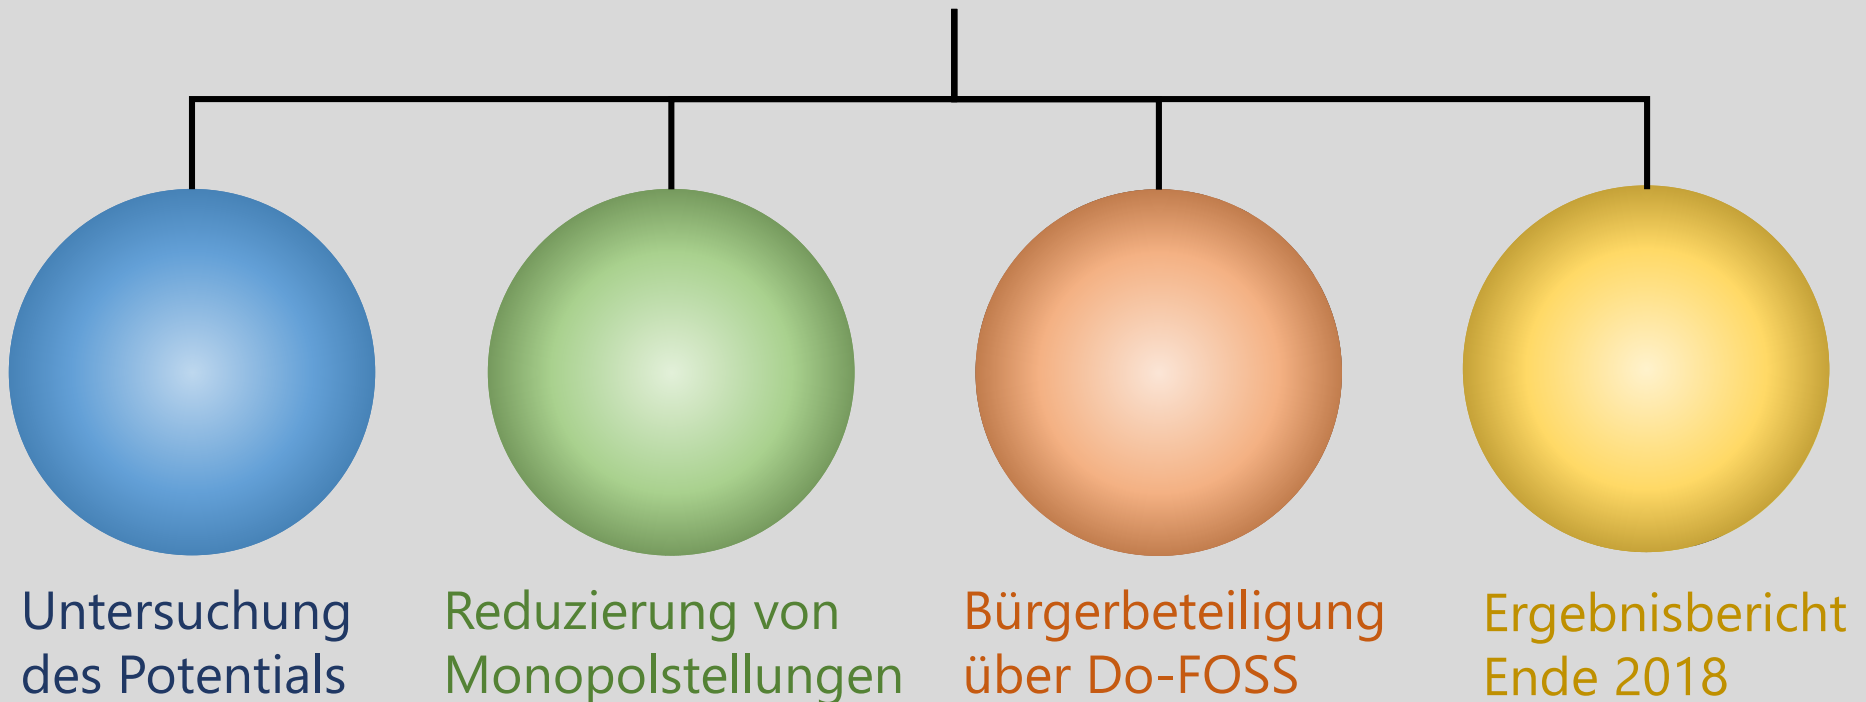 Untersuchung
des Potentials
Reduzierung von
Monopolstellungen
Bürgerbeteiligung
über Do-FOSS
Ergebnisbericht
Ende 2018